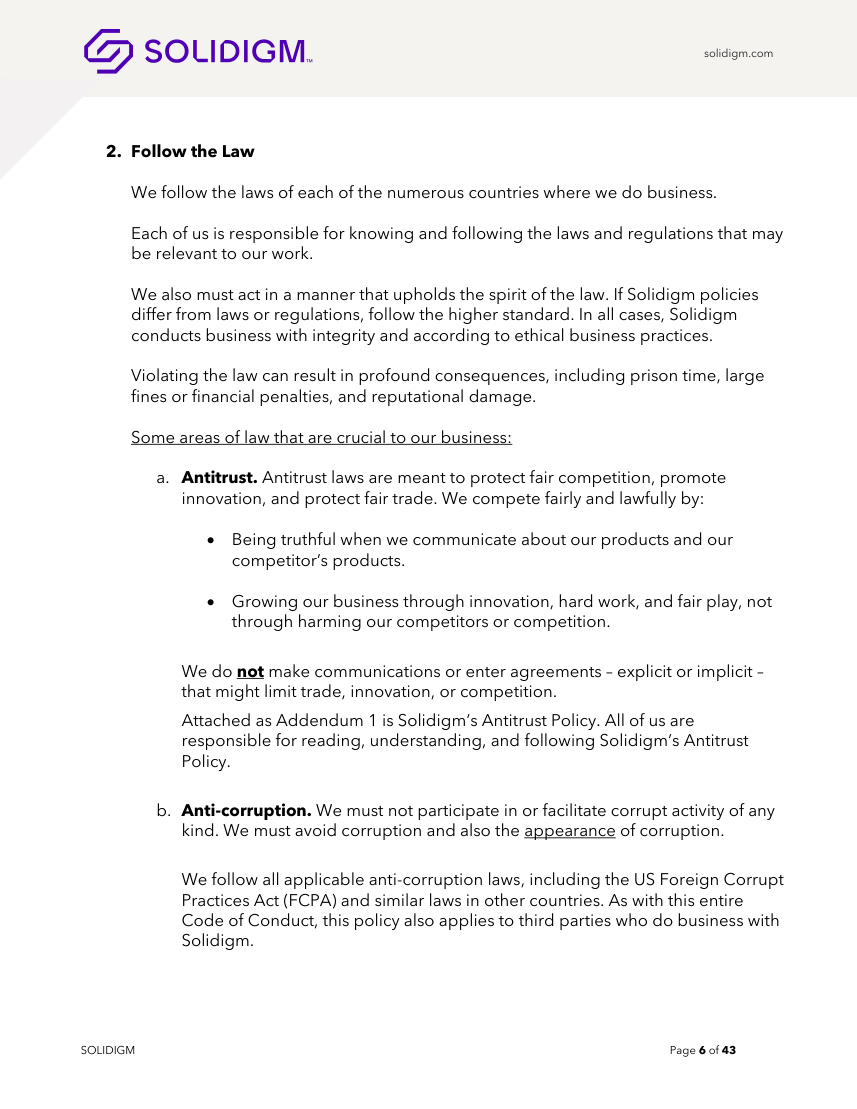 SOLIDIGM™
solidigm.com
2. Follow the Law
We follow the laws of each of the numerous countries where we do business.
Each of us is responsible for knowing and following the laws and regulations that may
be relevant to our work.
We also must act in a manner that upholds the spirit of the law. If Solidigm policies
differ from laws or regulations, follow the higher standard. In all cases, Solidigm
conducts business with integrity and according to ethical business practices.
Violating the law can result in profound consequences, including prison time, large
fines or financial penalties, and reputational damage.
Some areas of law that are crucial to our business:
a. Antitrust. Antitrust laws are meant to protect fair competition, promote
innovation, and protect fair trade. We compete fairly and lawfully by:
• Being truthful when we communicate about our products and our
competitor’s products.
• Growing our business through innovation, hard work, and fair play, not
through harming our competitors or competition.
We do not make communications or enter agreements – explicit or implicit –
that might limit trade, innovation, or competition.
Attached as Addendum 1 is Solidigm’s Antitrust Policy. All of us are
responsible for reading, understanding, and following Solidigm’s Antitrust
Policy.
b. Anti-corruption. We must not participate in or facilitate corrupt activity of any
kind. We must avoid corruption and also the appearance of corruption.
We follow all applicable anti-corruption laws, including the US Foreign Corrupt
Practices Act (FCPA) and similar laws in other countries. As with this entire
Code of Conduct, this policy also applies to third parties who do business with
Solidigm.
SOLIDIGM
Page 6 of 43